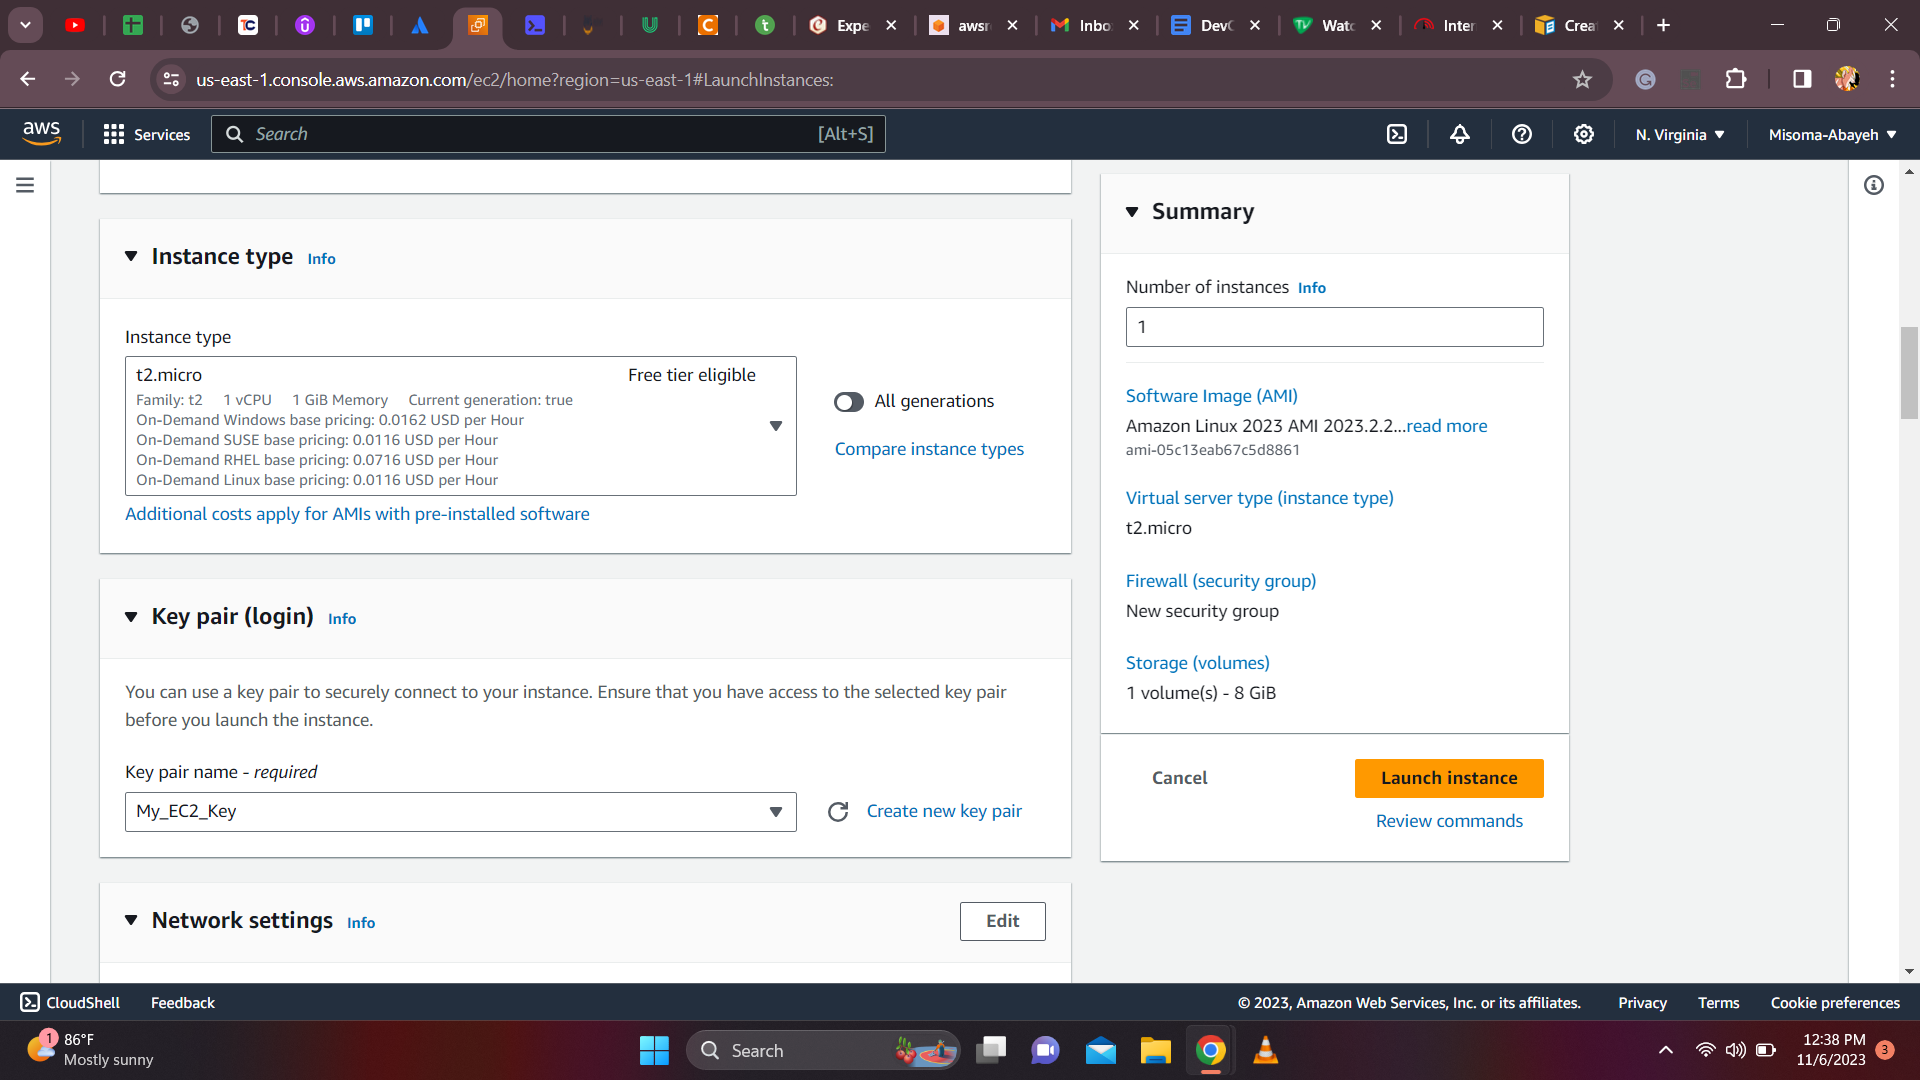 Expe
awsr
Inbo
DevC
Watc
Inter
Crea
us-east-1.console.aws.amazon.com/ec2/home?region=us-east-1#LaunchInstances:
aws
Services
Search
[Alt+S]
N. Virginia
Misoma-Abayeh
Instance type Info
Instance type
t2.micro Free tier eligible
Family: t2 1 vCPU 1 GiB Memory Current generation: true
On-Demand Windows base pricing: 0.0162 USD per Hour
On-Demand SUSE base pricing: 0.0116 USD per Hour
On-Demand RHEL base pricing: 0.0716 USD per Hour
On-Demand Linux base pricing: 0.0116 USD per Hour
All generations
Compare instance types
Additional costs apply for AMIs with pre-installed software
Key pair (login) Info
You can use a key pair to securely connect to your instance. Ensure that you have access to the selected key pair
before you launch the instance.
Key pair name - required
My_EC2_Key
Create new key pair
Network settings Info
Edit
Summary
Number of instances Info
1
Software Image (AMI)
Amazon Linux 2023 AMI 2023.2.2...read more
ami-05c13eab67c5d8861
Virtual server type (instance type)
t2.micro
Firewall (security group)
New security group
Storage (volumes)
1 volume(s) - 8 GiB
Cancel
Launch instance
Review commands
CloudShell
Feedback
© 2023, Amazon Web Services, Inc. or its affiliates.
Privacy
Terms
Cookie preferences
1
86°F
Mostly sunny
Search
12:38 PM
11/6/2023
3